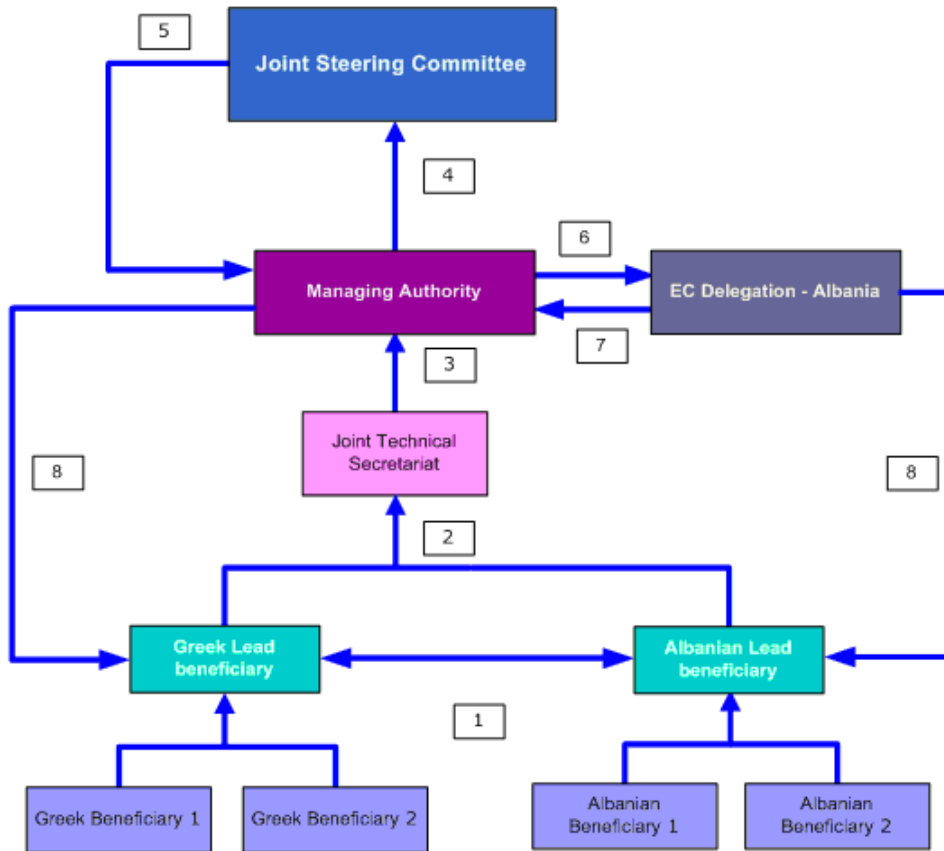 5
Joint Steering Committee
4
6
Managing Authority
EC Delegation - Albania
7
3
Joint Technical
Secretariat
8
8
2
Greek Lead
beneficiary
Albanian Lead
beneficiary
1
Greek Beneficiary 1
Greek Beneficiary 2
Albanian
Beneficiary 1
Albanian
Beneficiary 2